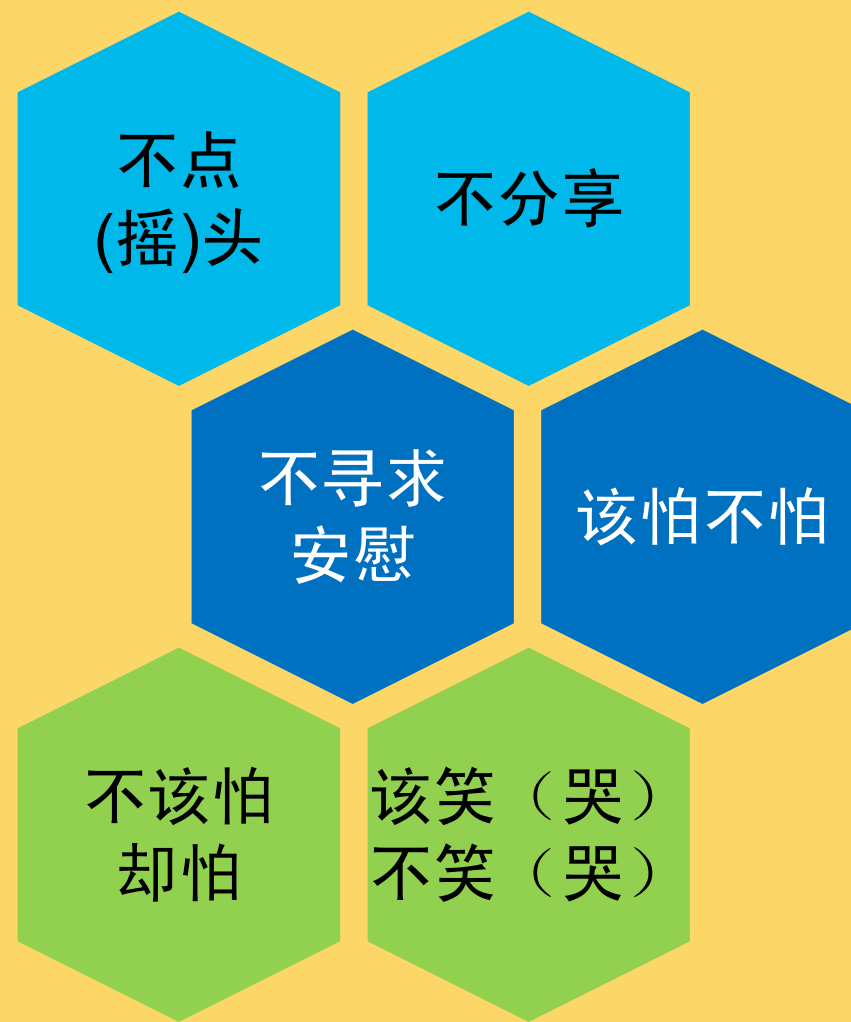 不点
(摇)头
不分享
不寻求
安慰
该怕不怕
不该怕
却怕
该笑（哭）
不笑（哭）